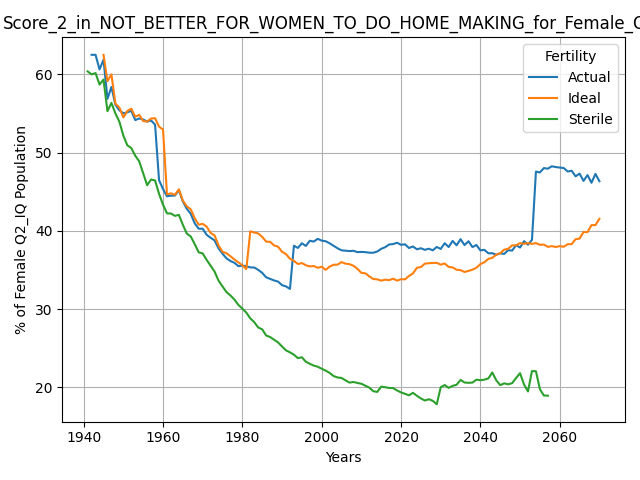 Score_2_in_NOT_BETTER_FOR_WOMEN_TO_DO_HOME_MAKING_for_Female_
Fertility
Actual
Ideal
Sterile
% of Female Q2_IQ Population
60
50
40
30
20
1940
1960
1980
2000
2020
2040
2060
Years